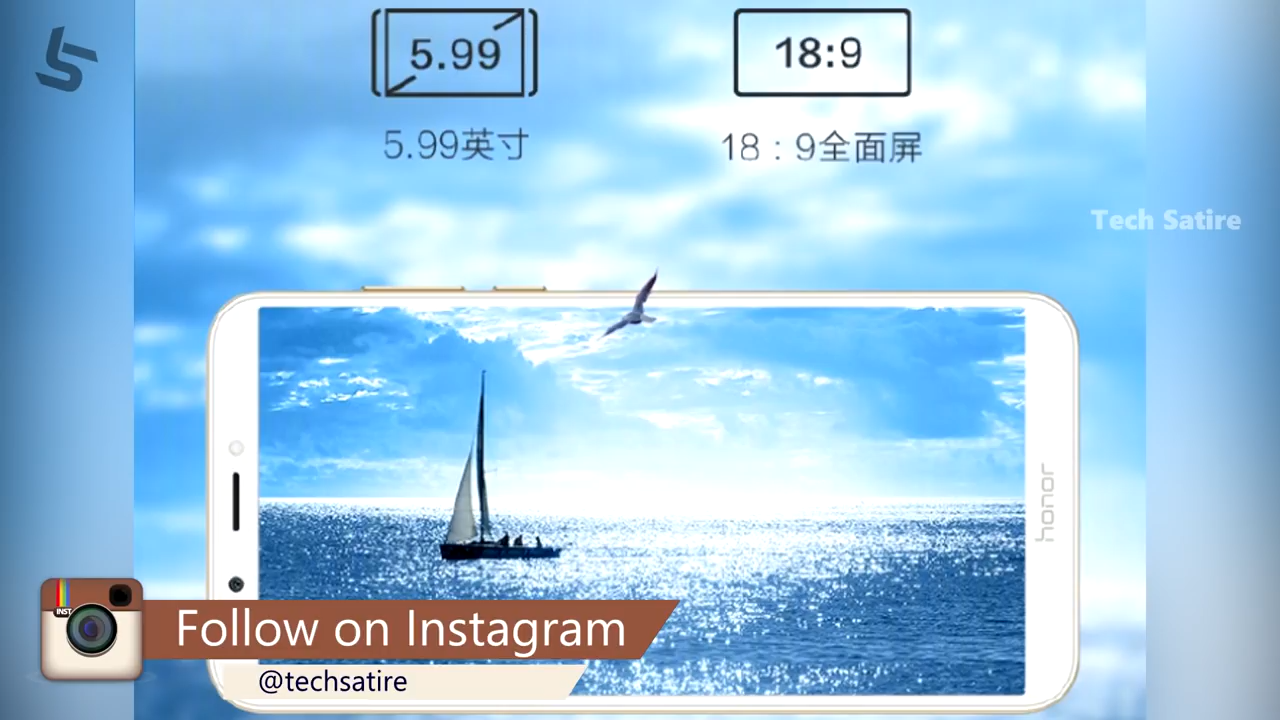 5.99
18:9
5.99英寸
18：9全面屏
Tech Satire
honor
INST
Follow on Instagram
@techsatire